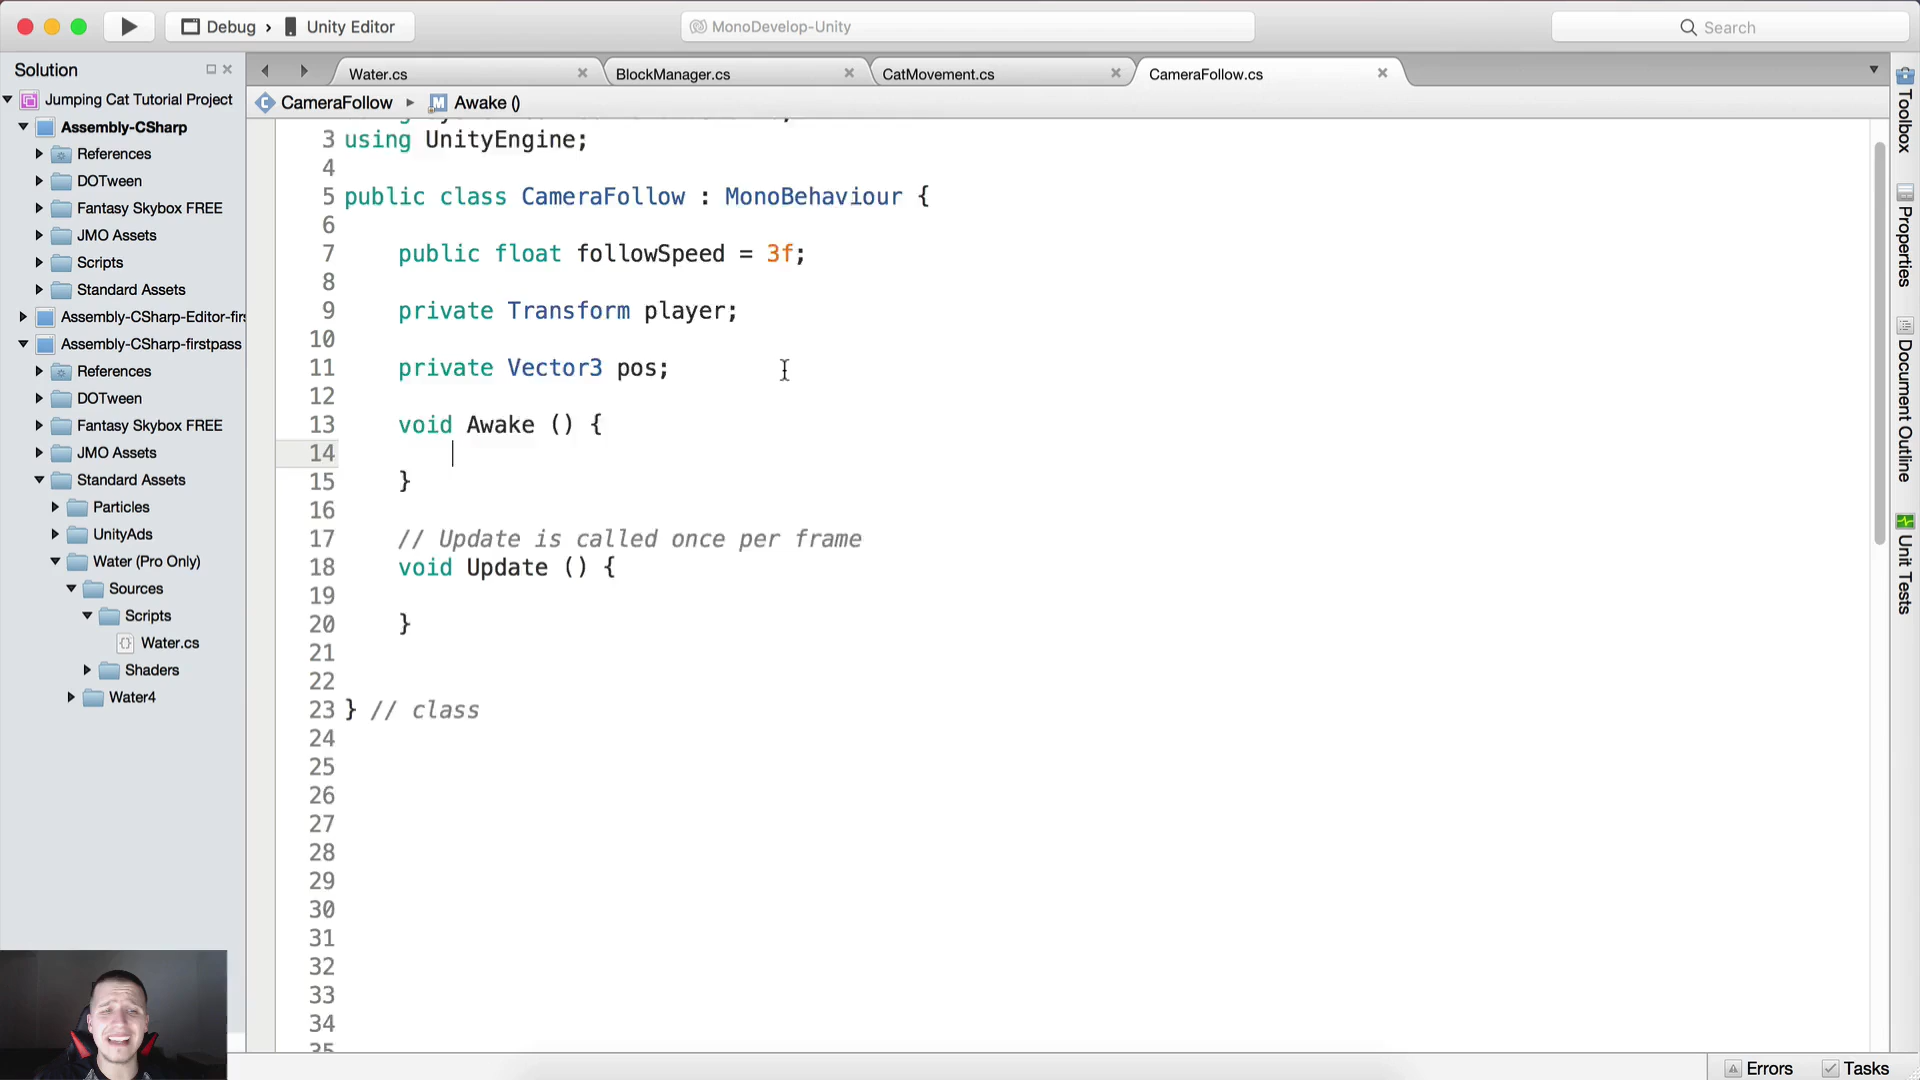 Debug › Unity Editor
MonoDevelop-Unity
Search
Solution
Jumping Cat Tutorial Project
Assembly-CSharp
References
DOTween
Fantasy Skybox FREE
JMO Assets
Scripts
Standard Assets
Assembly-CSharp-Editor-fir
Assembly-CSharp-firstpass
References
DOTween
Fantasy Skybox FREE
JMO Assets
Standard Assets
Particles
UnityAds
Water (Pro Only)
Sources
Scripts
Water.cs
Shaders
Water4
Water.cs
BlockManager.cs
CatMovement.cs
CameraFollow.cs
CameraFollow ▸ M Awake ()
3 using UnityEngine;
4
5 public class CameraFollow : MonoBehaviour {
6
7 public float followSpeed = 3f;
8
9 private Transform player;
10
11 private Vector3 pos;
12
13 void Awake () {
14
15 }
16
17 // Update is called once per frame
18 void Update () {
19
20 }
21
22
23 } // class
24
25
26
27
28
29
30
31
32
33
34
35
Toolbox
Properties
Document Outline
Unit Tests
Errors
Tasks